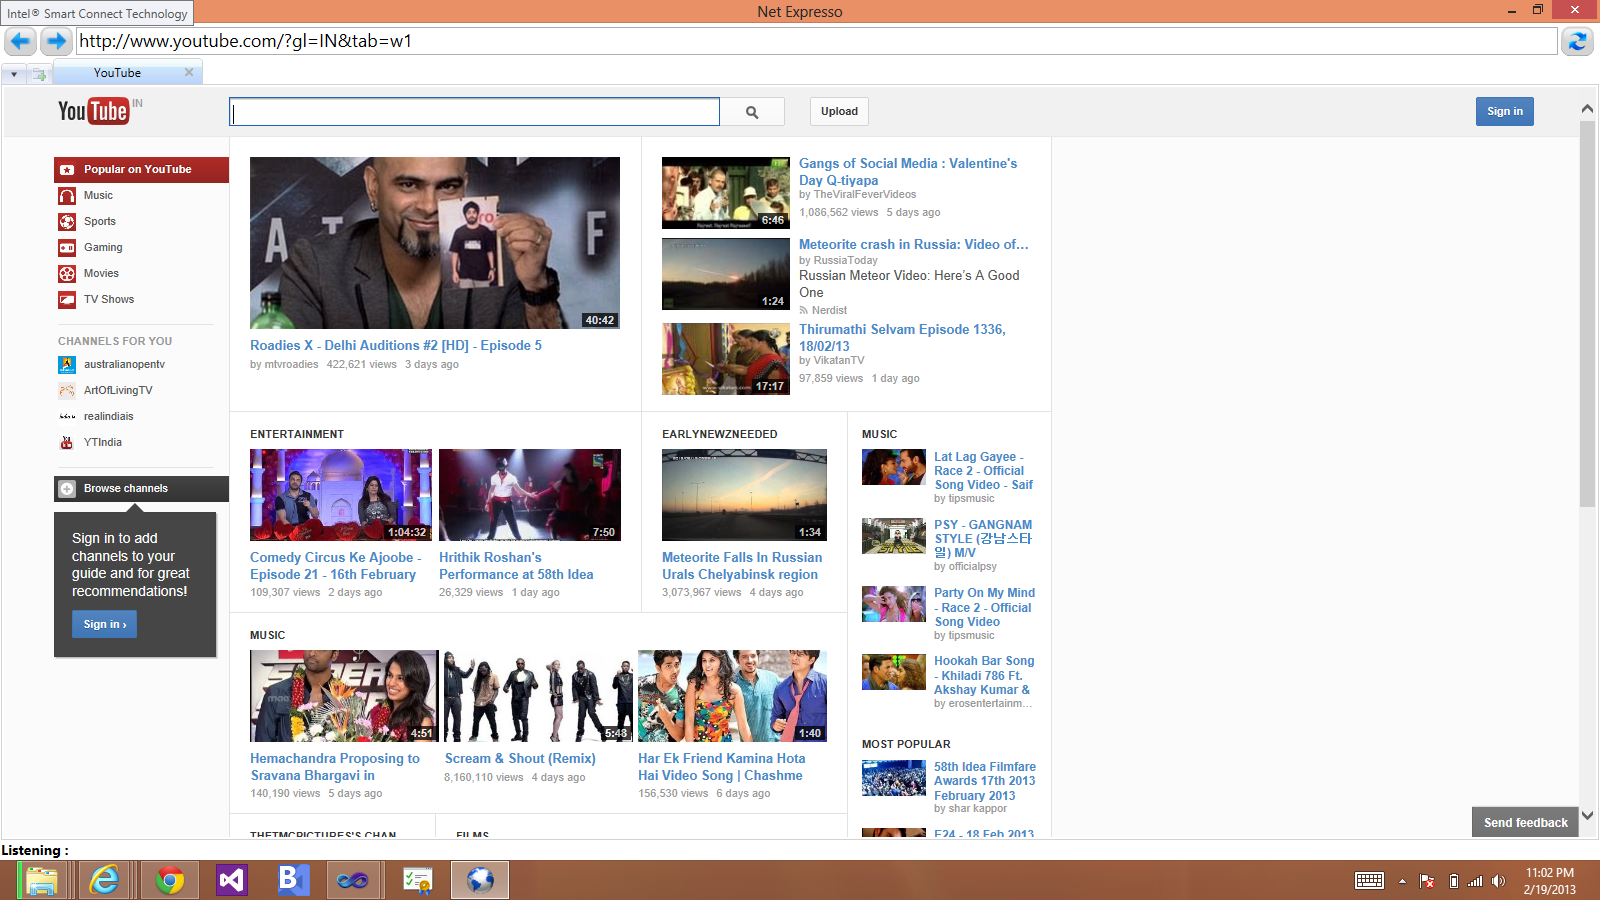 Intel® Smart Connect Technology
Net Expresso
http://www.youtube.com/?gl=IN&tab=w1
YouTube
YouTube IN
Upload
Sign in
Popular on YouTube
Music
Sports
Gaming
Movies
TV Shows
CHANNELS FOR YOU
australianopentv
ArtOfLivingTV
realindiais
YTIndia
Browse channels
Sign in to add
channels to your
guide and for great
recommendations!
Sign in ›
40:42
Roadies X - Delhi Auditions #2 [HD] - Episode 5
by mtvroadies 422,621 views 3 days ago
6:46
Gangs of Social Media : Valentine's
Day Q-tiyapa
by TheViralFeverVideos
1,086,562 views 5 days ago
1:24
Meteorite crash in Russia: Video of...
by RussiaToday
Russian Meteor Video: Here's A Good
One
Nerdist
17:17
Thirumathi Selvam Episode 1336,
18/02/13
by VikatanTV
97,859 views 1 day ago
ENTERTAINMENT
1:04:32
Comedy Circus Ke Ajoobe -
Episode 21 - 16th February
109,307 views 2 days ago
7:50
Hrithik Roshan's
Performance at 58th Idea
26,329 views 1 day ago
EARLYNEWZNEEDED
1:34
Meteorite Falls In Russian
Urals Chelyabinsk region
3,073,967 views 4 days ago
MUSIC
4:51
Hemachandra Proposing to
Sravana Bhargavi in
140,190 views 5 days ago
5:48
Scream & Shout (Remix)
8,160,110 views 4 days ago
1:40
Har Ek Friend Kamina Hota
Hai Video Song | Chashme
156,530 views 6 days ago
MUSIC
Lat Lag Gayee -
Race 2 - Official
Song Video - Saif
by tipsmusic
PSY - GANGNAM
STYLE (강남스타
일) M/V
by officialpsy
Party On My Mind
- Race 2 - Official
Song Video
by tipsmusic
Hookah Bar Song
- Khiladi 786 Ft.
Akshay Kumar &
by erosentertainm...
MOST POPULAR
58th Idea Filmfare
Awards 17th 2013
February 2013
by shar kappor
F24 - 18 Feb 2013
THETMCPICTURES'S CHAN
FILMS
Send feedback
Listening :
11:02 PM
2/19/2013